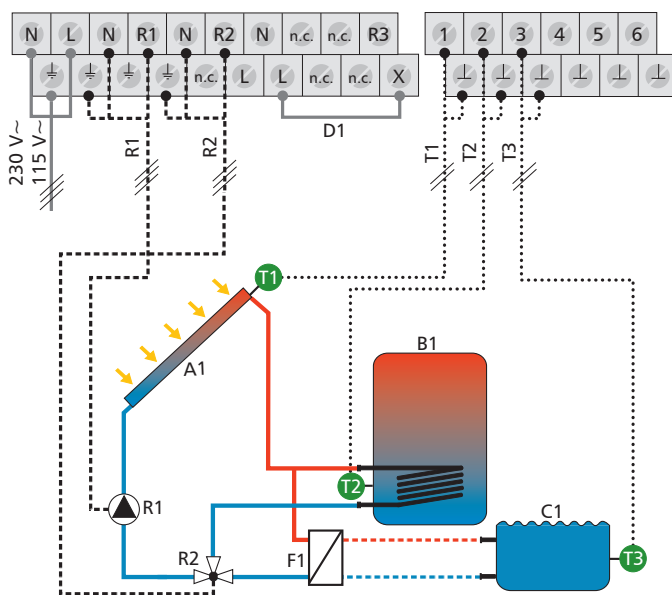 N L N R1 N R2 N n.c. n.c. R3
1 2 3 4 5 6
n.c. L L n.c. n.c. X
D1
230 V~
115 V~
R1
R2
T1
T2
T3
T1
A1
B1
T2
R1
C1
R2
F1
T3